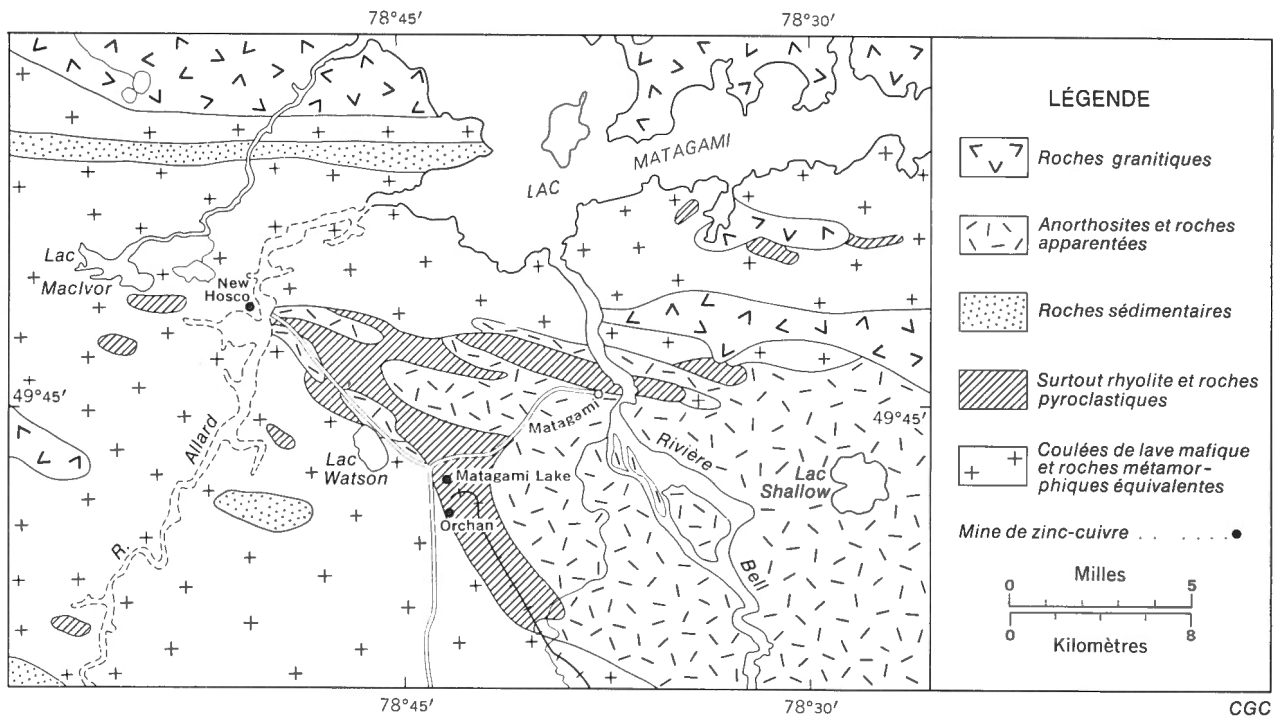 78°45'
78°30'
LAC
MATAGAMI
Lac
MacIvor
New
Hosco
49°45'
Allard
R.
Lac
Watson
Matagami
Matagami Lake
Orchan
Rivière
Bell
Lac
Shallow
49°45'
78°45'
78°30'
LÉGENDE
Roches granitiques
Anorthosites et roches
apparentées
Roches sédimentaires
Surtout rhyolite et roches
pyroclastiques
Coulées de lave mafique
et roches métamor-
phiques équivalentes
Mine de zinc-cuivre
Milles
0 5
0 8
Kilomètres
CGC